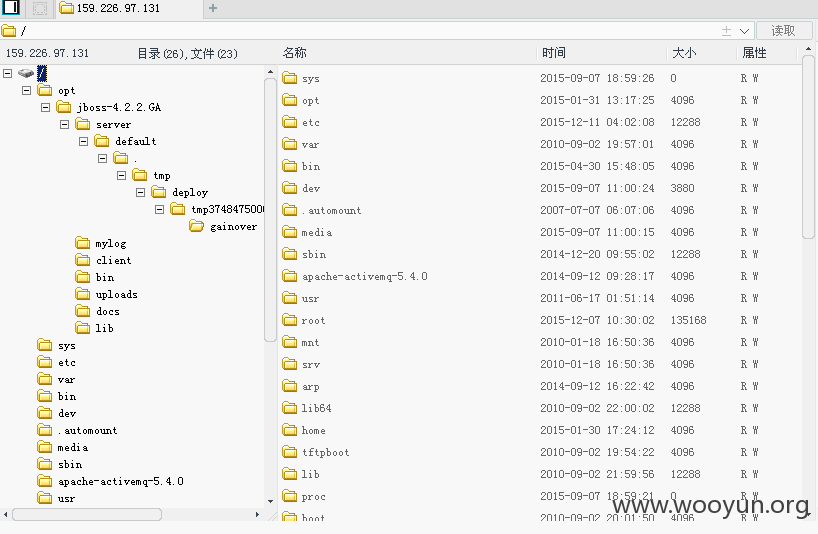 159.226.97.131
+
/
读取
159.226.97.131 目录(26),文件(23) 名称 时间 大小 属性
/
opt
jboss-4.2.2.GA
server
default
.
tmp
deploy
gainover
mylog
client
bin
uploads
docs
lib
sys
etc
var
bin
dev
.automount
media
sbin
apache-activemq-5.4.0
usr
sys 2015-09-07 18:59:26 0 R W
opt 2015-01-31 13:17:25 4096 R W
etc 2015-12-11 04:02:08 12288 R W
var 2010-09-02 19:57:01 4096 R W
bin 2015-04-30 15:48:05 4096 R W
dev 2015-09-07 11:00:24 3880 R W
.automount 2007-07-07 06:07:06 4096 R W
media 2015-09-07 11:00:15 4096 R W
sbin 2014-12-20 09:55:02 12288 R W
apache-activemq-5.4.0 2014-09-12 09:28:17 4096 R W
usr 2011-06-17 01:51:14 4096 R W
root 2015-12-07 10:30:02 135168 R W
mnt 2010-01-18 16:50:36 4096 R W
srv 2010-01-18 16:50:36 4096 R W
arp 2014-09-12 16:22:42 4096 R W
lib64 2010-09-02 22:00:02 12288 R W
home 2015-01-30 17:24:12 4096 R W
tftpboot 2010-09-02 19:54:22 4096 R W
lib 2010-09-02 21:59:56 12288 R W
proc 2015-09-07 18:59:21 0 R W
boot 2010-09-02 20:01:50 4096 R W
www.wooyun.org